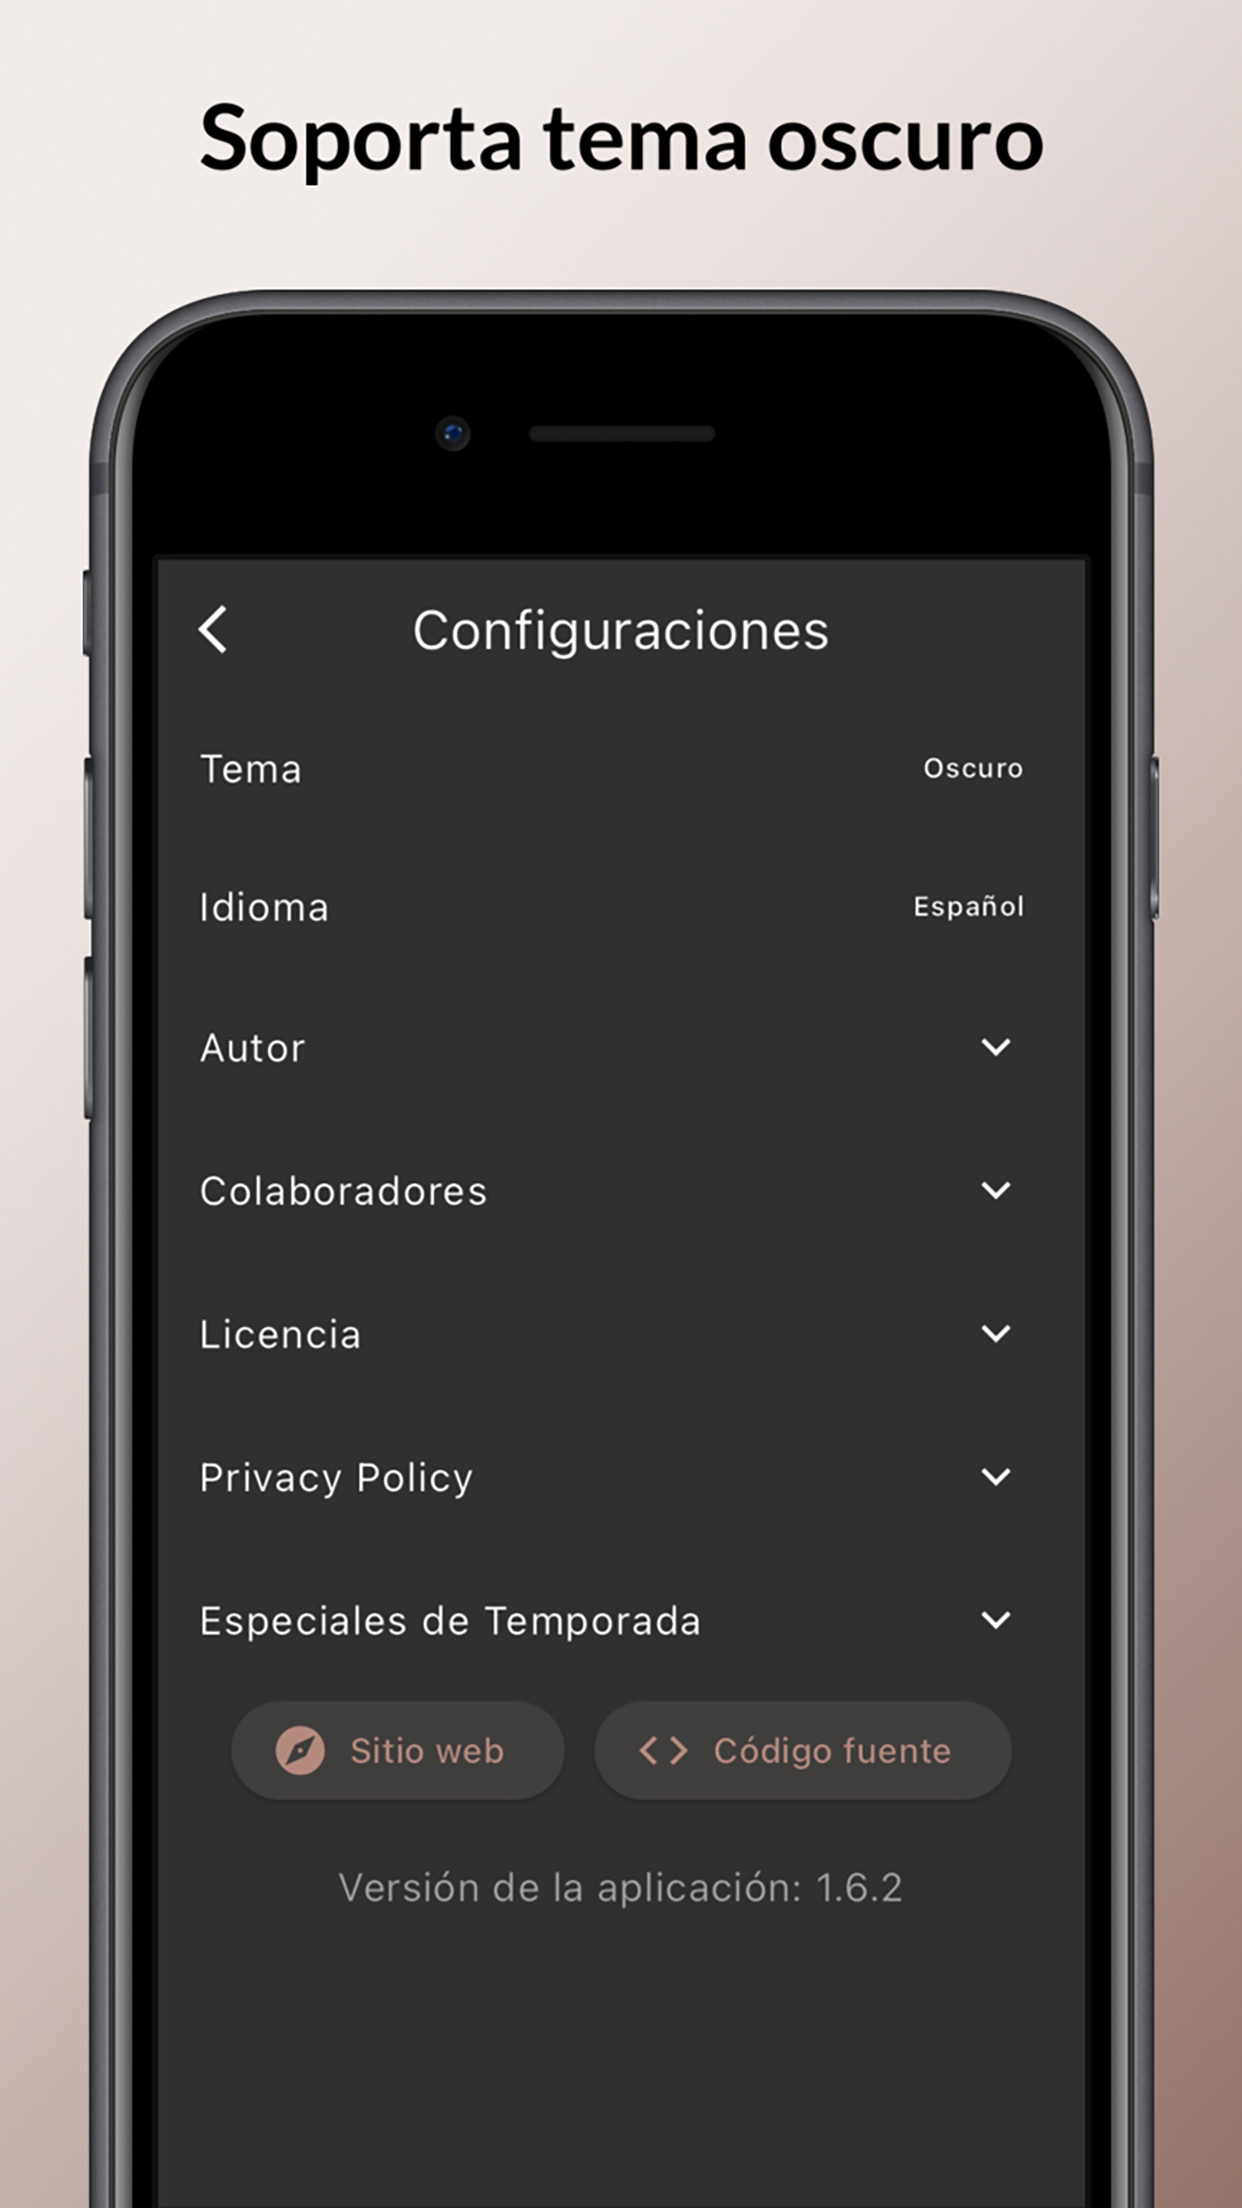 Soporta tema oscuro
Configuraciones
Tema
Oscuro
Idioma
Español
Autor
Colaboradores
Licencia
Privacy Policy
Especiales de Temporada
Sitio web
Código fuente
Versión de la aplicación: 1.6.2